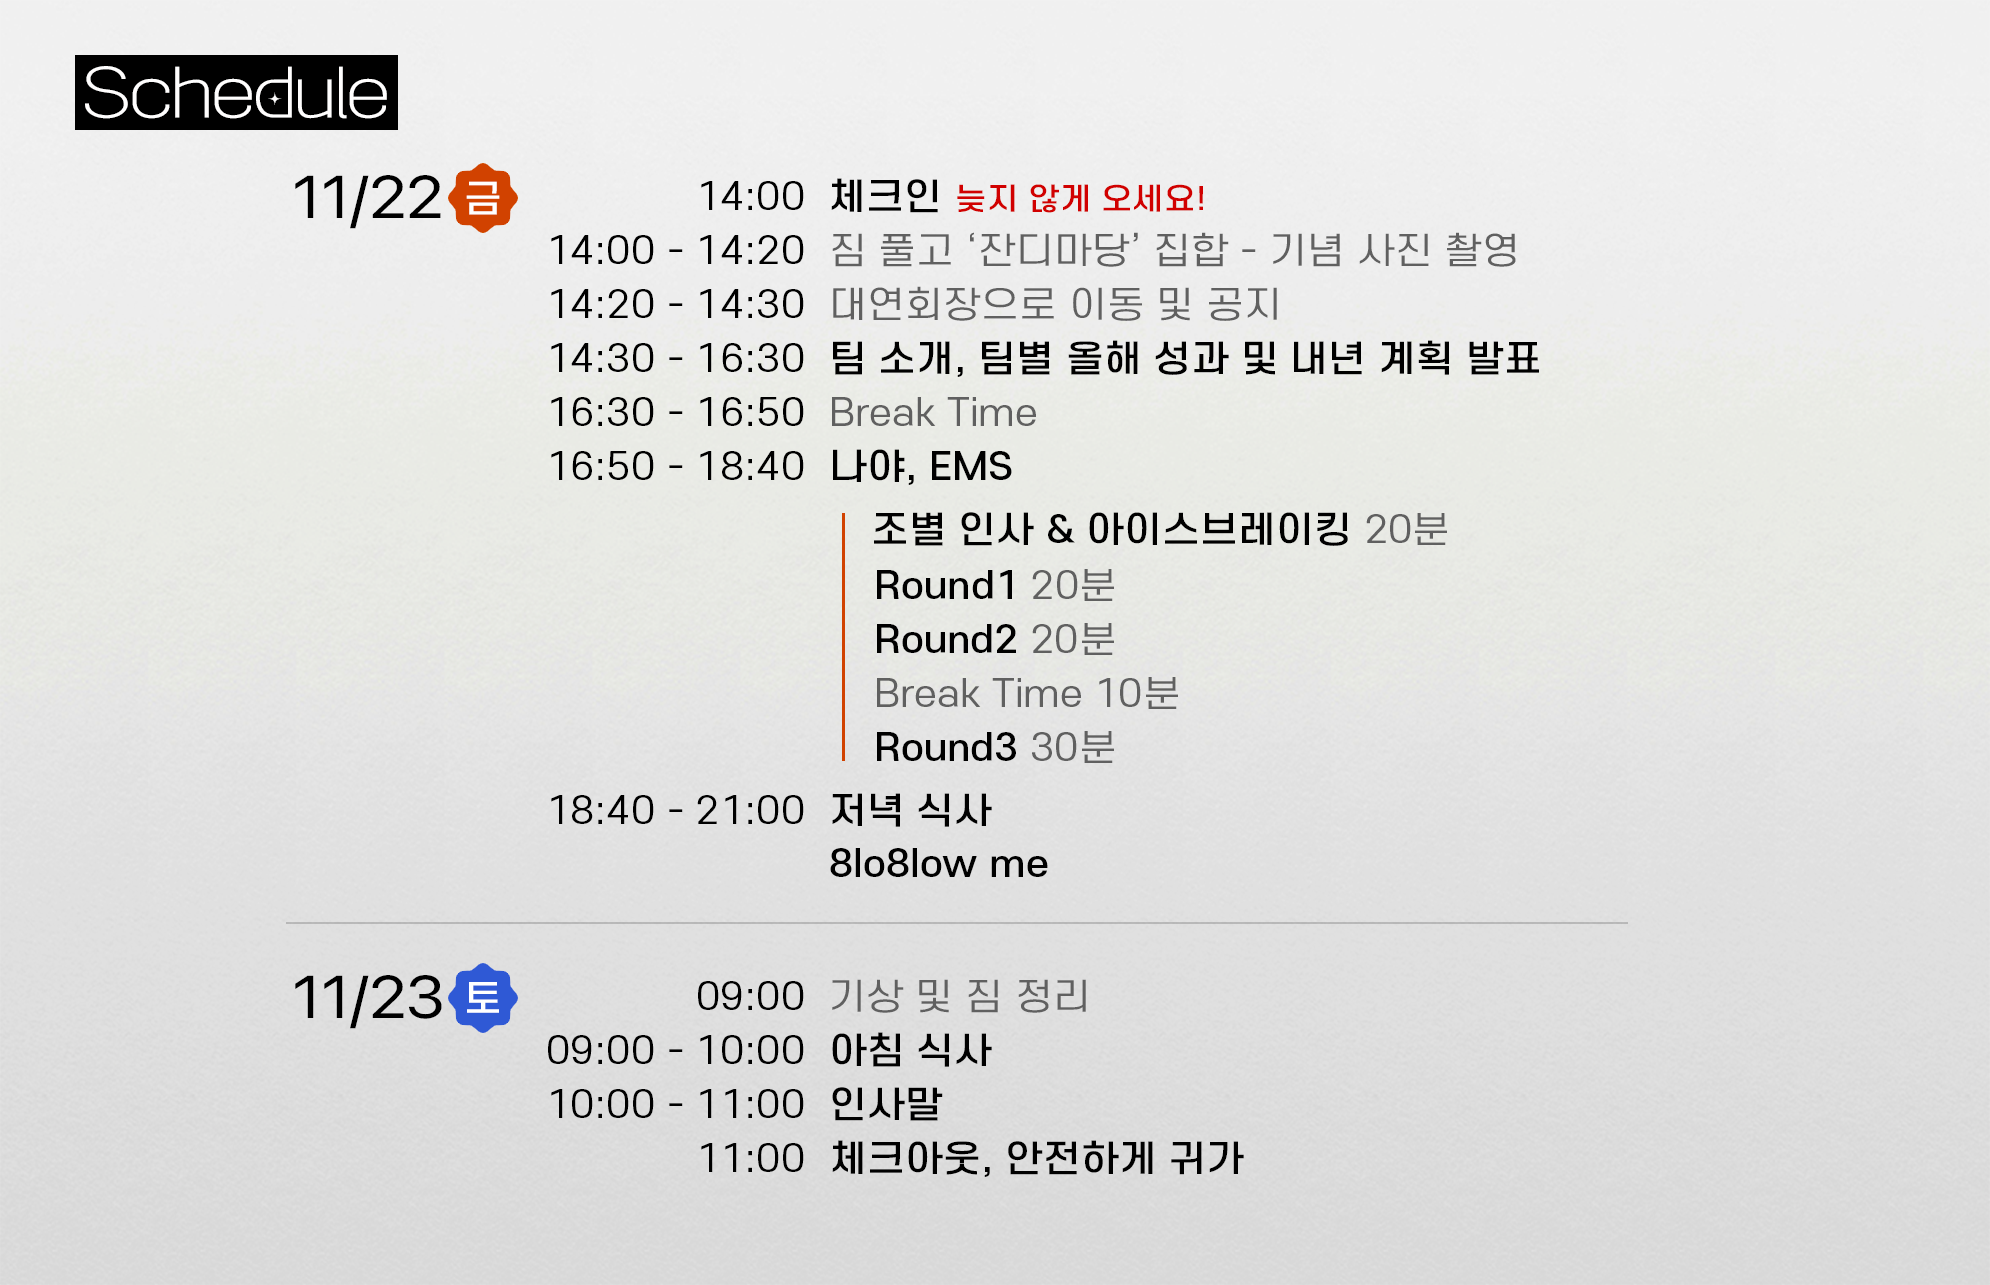 Schedule
11/22 금
14:00 체크인 늦지 않게 오세요!
14:00 - 14:20 짐 풀고 ‘잔디마당’ 집합 - 기념 사진 촬영
14:20 - 14:30 대연회장으로 이동 및 공지
14:30 - 16:30 팀 소개, 팀별 올해 성과 및 내년 계획 발표
16:30 - 16:50 Break Time
16:50 - 18:40 나야, EMS
조별 인사 & 아이스브레이킹 20분
Round1 20분
Round2 20분
Break Time 10분
Round3 30분
18:40 - 21:00 저녁 식사
8lo8low me
11/23 토
09:00 기상 및 짐 정리
09:00 - 10:00 아침 식사
10:00 - 11:00 인사말
11:00 체크아웃, 안전하게 귀가